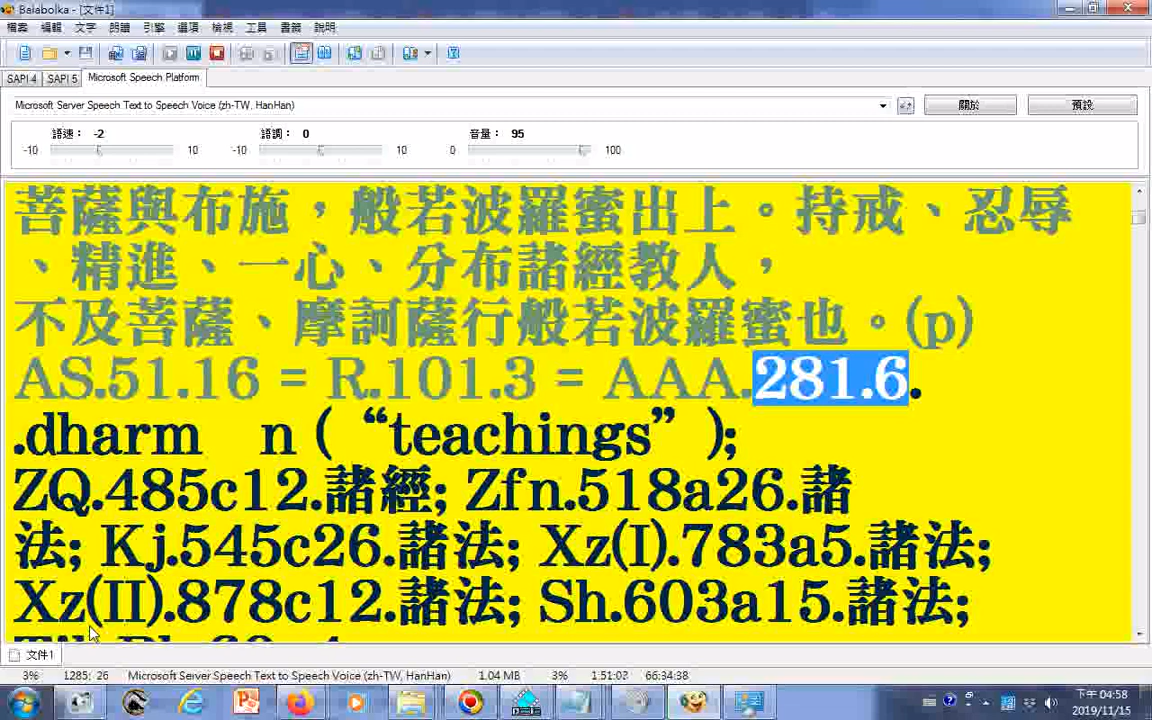 Balabolka - [文件1]
檔案 編輯 文字 朗讀 引擎 選項 檢視 工具 書籤 說明
SAPI 4 SAPI 5 Microsoft Speech Platform
Microsoft Server Speech Text to Speech Voice (zh-TW, HanHan) 關於 預設
語速： -2 語調： 0 音量： 95
-10 10 -10 10 0 100
菩薩與布施，般若波羅蜜出上。持戒、忍辱
、精進、一心、分布諸經教人，
不及菩薩、摩訶薩行般若波羅蜜也。(p)
AS.51.16 = R.101.3 = AAA.281.6.
.dharm n (“teachings”);
ZQ.485c12.諸經; Zfn.518a26.諸
法; Kj.545c26.諸法; Xz(I).783a5.諸法;
Xz(II).878c12.諸法; Sh.603a15.諸法;
文件1
3% 1285: 26 Microsoft Server Speech Text to Speech Voice (zh-TW, HanHan) 1.04 MB 3% 1:51:02 66:34:38
下午 04:58
2019/11/15